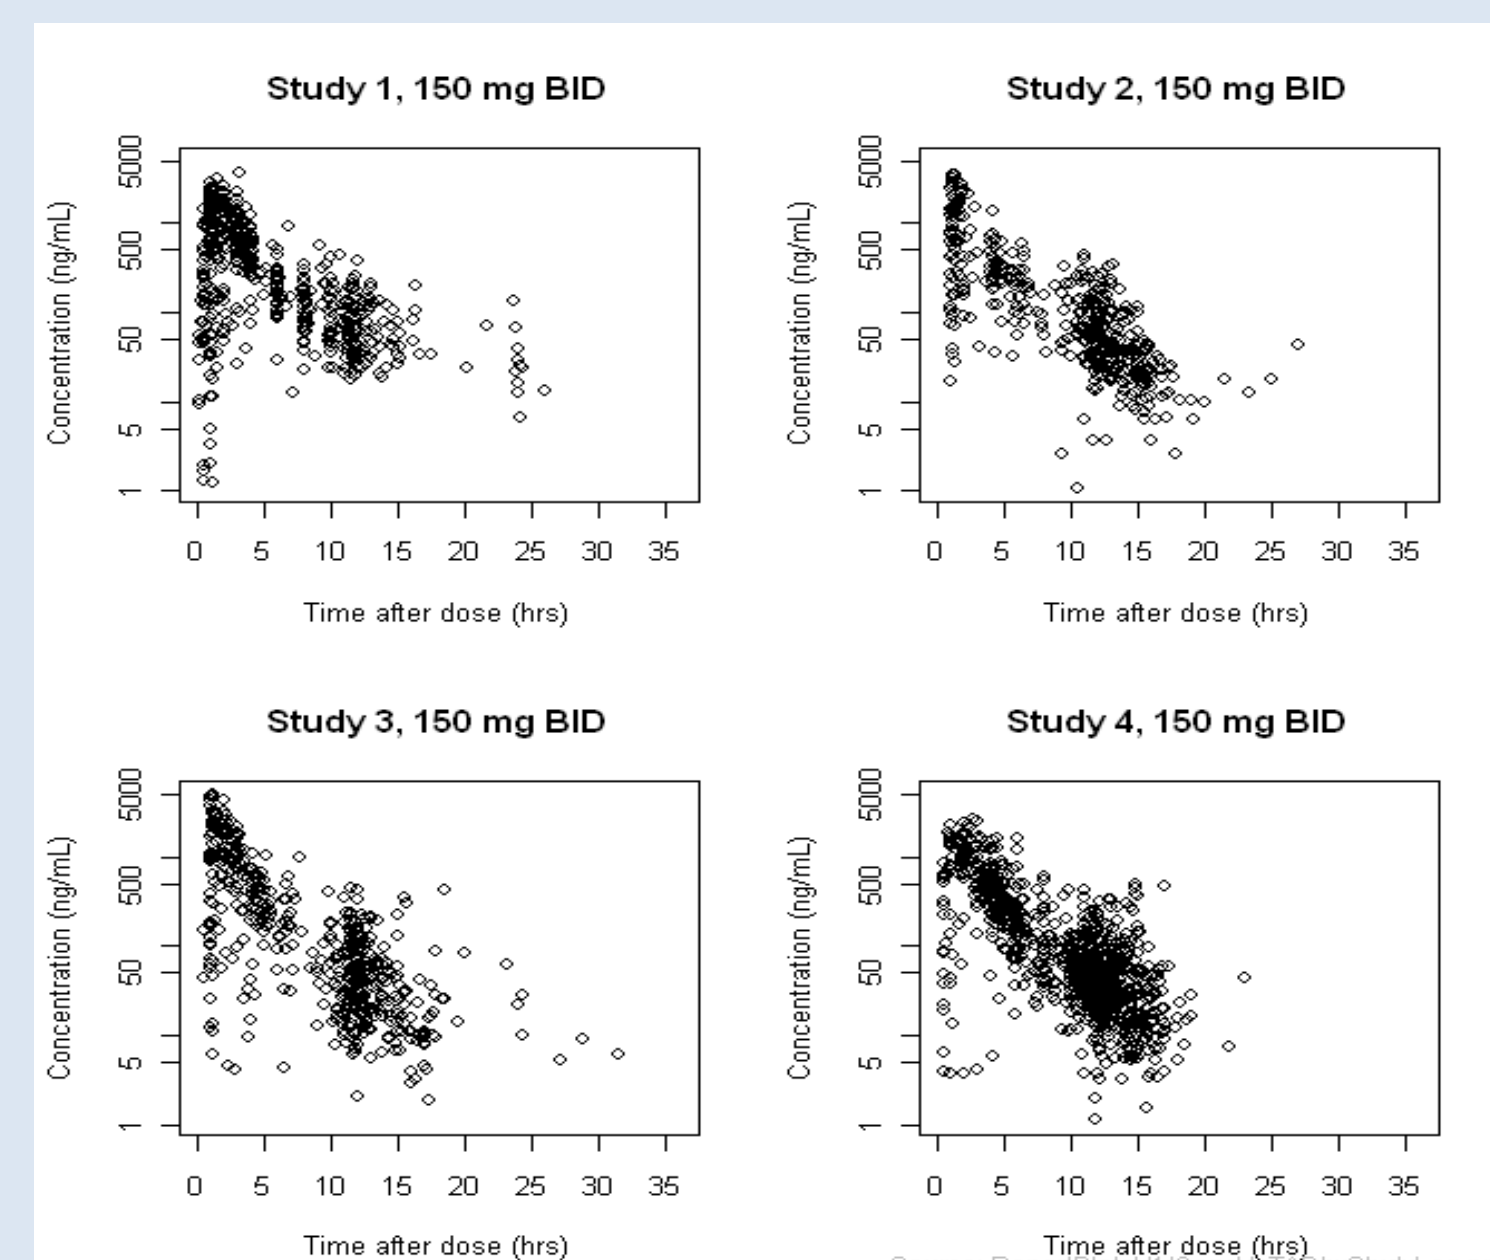 Study 1, 150 mg BID
Concentration (ng/mL)
5000
500
50
5
1
0 5 10 15 20 25 30 35
Time after dose (hrs)
Study 2, 150 mg BID
Concentration (ng/mL)
5000
500
50
5
1
0 5 10 15 20 25 30 35
Time after dose (hrs)
Study 3, 150 mg BID
Concentration (ng/mL)
5000
500
50
5
1
0 5 10 15 20 25 30 35
Time after dose (hrs)
Study 4, 150 mg BID
Concentration (ng/mL)
5000
500
50
5
1
0 5 10 15 20 25 30 35
Time after dose (hrs)